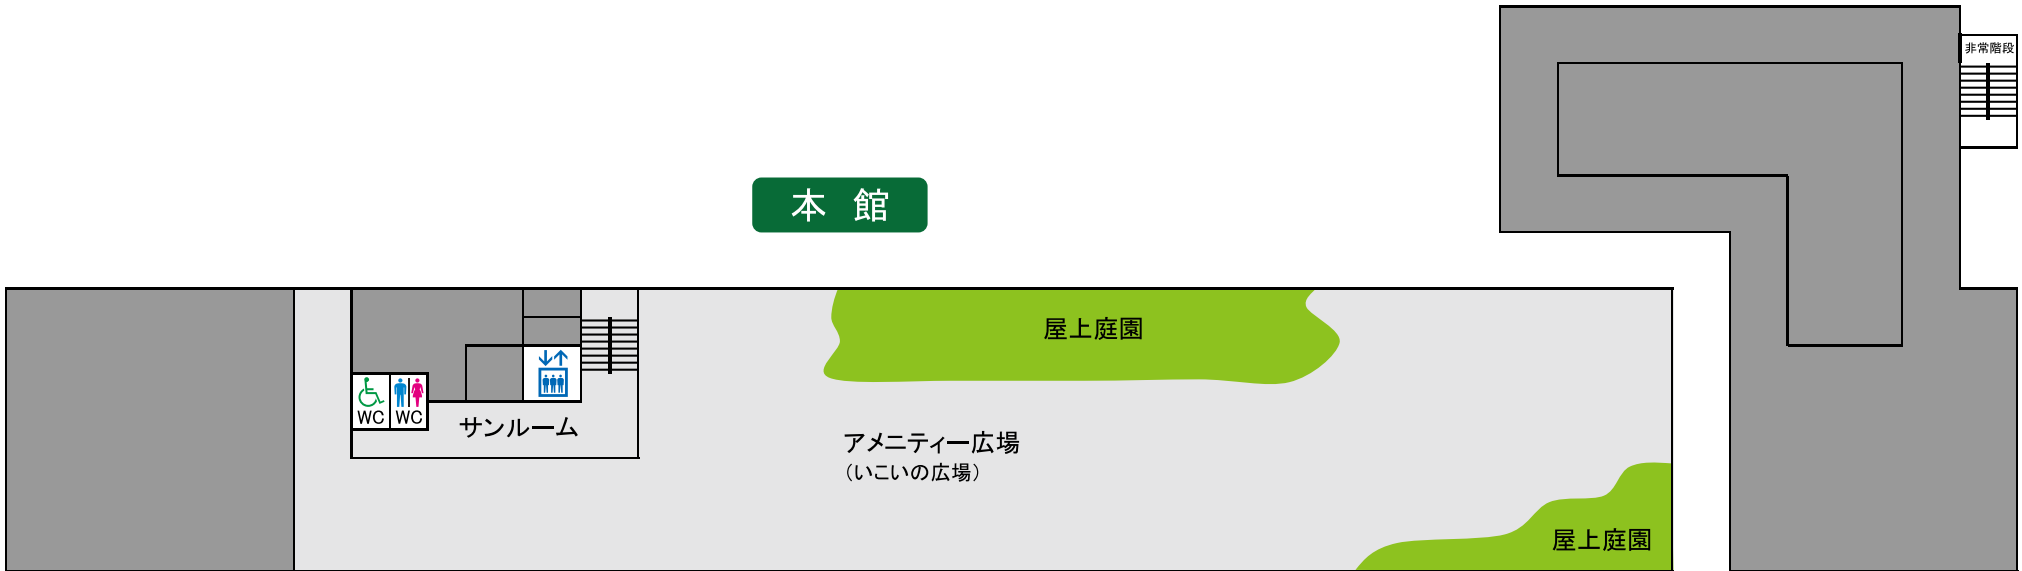 非常階段
本館
屋上庭園
WC WC
サンルーム
アメニティー広場
（いこいの広場）
屋上庭園